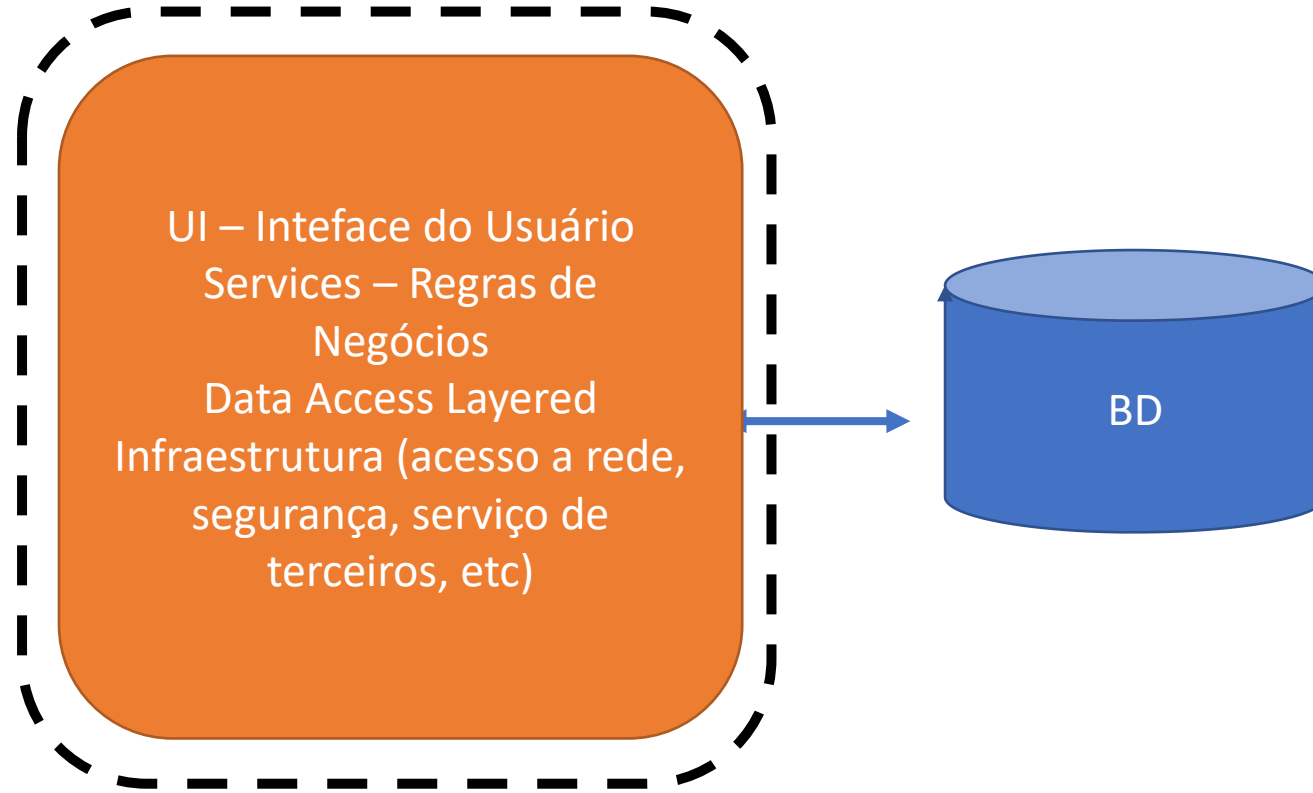 UI – Inteface do Usuário
Services – Regras de
Negócios
Data Access Layered
Infraestrutura (acesso a rede,
segurança, serviço de
terceiros, etc)
BD